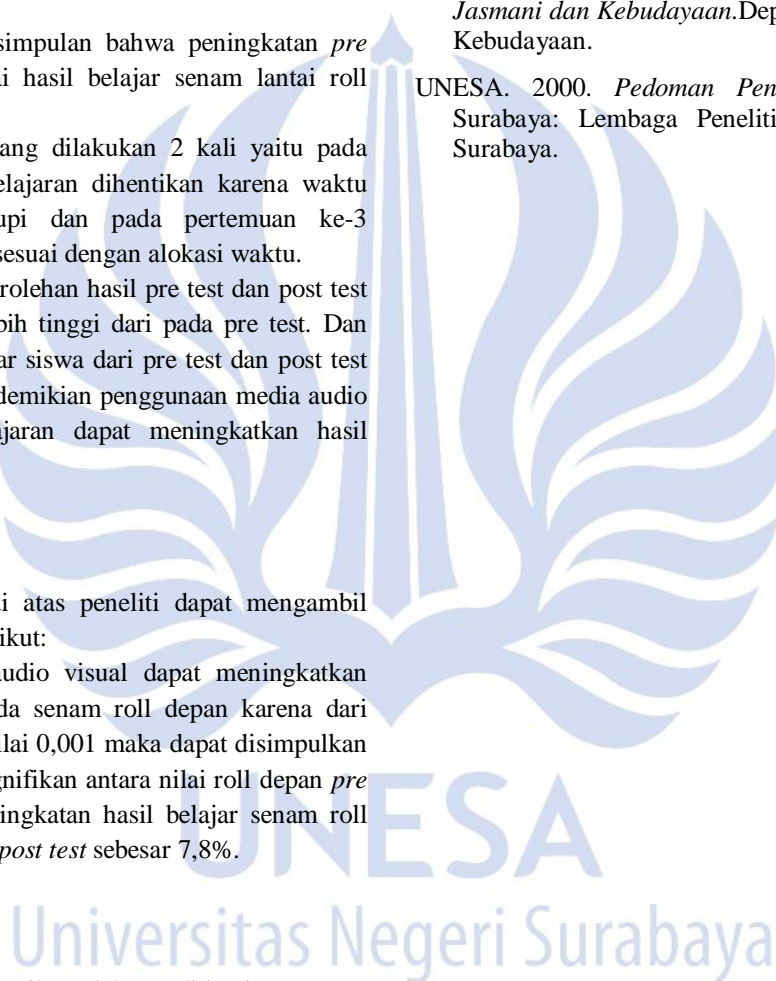 simpulan bahwa peningkatan pre
hasil belajar senam lantai roll
ang dilakukan 2 kali yaitu pada
elajaran dihentikan karena waktu
upi dan pada pertemuan ke-3
sesuai dengan alokasi waktu.
rolehan hasil pre test dan post test
bih tinggi dari pada pre test. Dan
ar siswa dari pre test dan post test
demikian penggunaan media audio
ajaran dapat meningkatkan hasil
di atas peneliti dapat mengambil
ikut:
audio visual dapat meningkatkan
da senam roll depan karena dari
ilai 0,001 maka dapat disimpulkan
gnifikan antara nilai roll depan pre
ingkatan hasil belajar senam roll
post test sebesar 7,8%.
Jasmani dan Kebudayaan.Dep
Kebudayaan.
UNESA. 2000. Pedoman Pen
Surabaya: Lembaga Peneliti
Surabaya.
UNESA
Universitas Negeri Surabaya